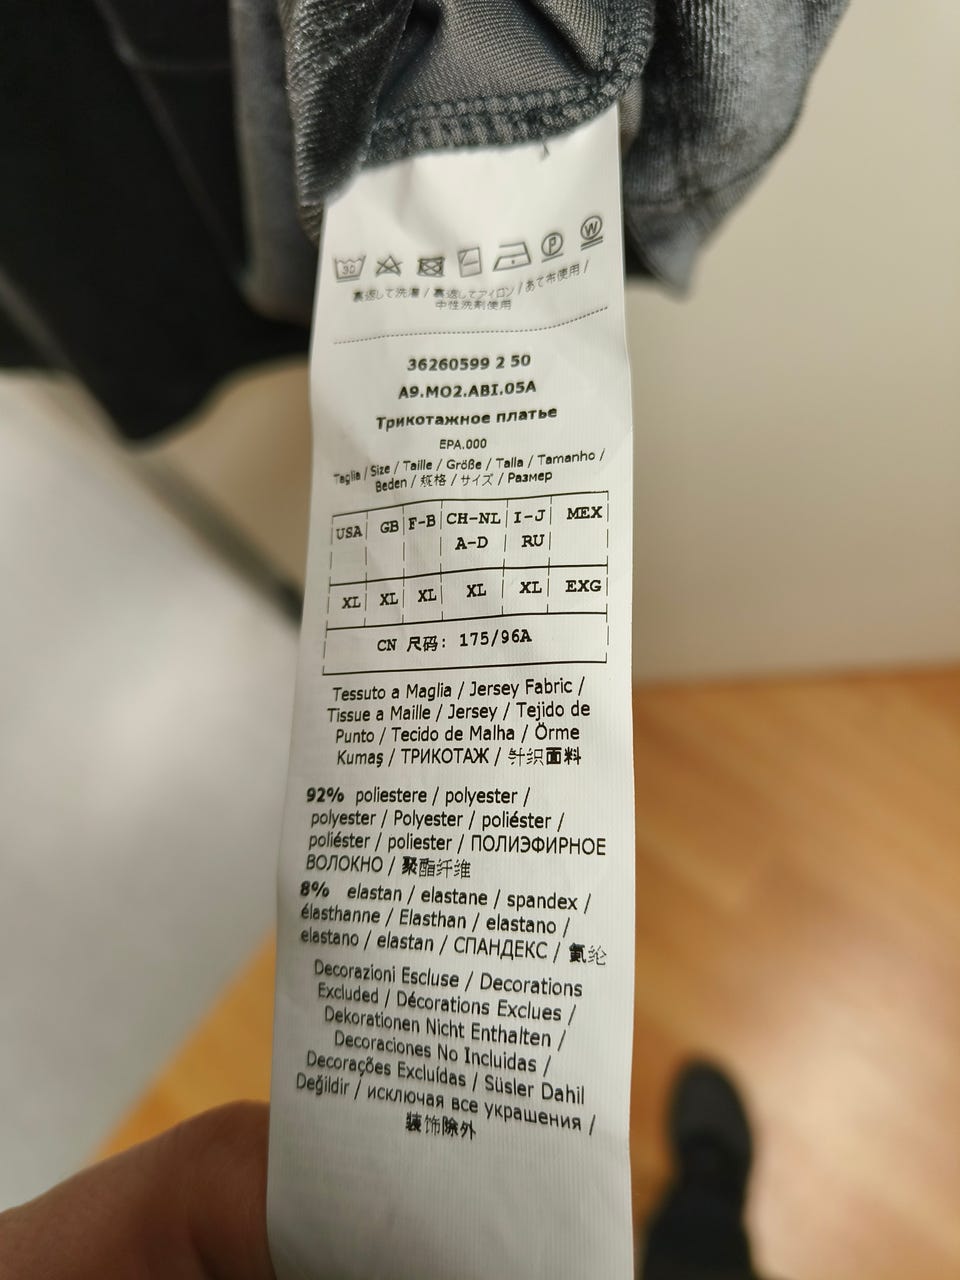 30
P
W
裏返して洗濯 / 裏返してアイロン / あて布使用 /
中性洗剤使用
36260599 2 50
A9.MO2.ABI.05A
Трикотажное платье
EPA.000
Taglia / Size / Taille / Größe / Talla / Tamanho /
Beden / 规格 / サイズ / Размер
USA GB F-B CH-NL I-J MEX
A-D RU
XL XL XL XL XL EXG
CN 尺码: 175/96A
Tessuto a Maglia / Jersey Fabric /
Tissue a Maille / Jersey / Tejido de
Punto / Tecido de Malha / Örme
Kumaş / ТРИКОТАЖ / 针织面料
92% poliestere / polyester /
polyester / Polyester / poliéster /
poliéster / poliester / ПОЛИЭФИРНОЕ
ВОЛОКНО / 聚酯纤维
8% elastan / elastane / spandex /
élasthanne / Elasthan / elastano /
elastano / elastan / СПАНДЕКС / 氨纶
Decorazioni Escluse / Decorations
Excluded / Décorations Exclues /
Dekorationen Nicht Enthalten /
Decoraciones No Incluidas /
Decorações Excluídas / Süsler Dahil
Değildir / исключая все украшения /
装饰除外